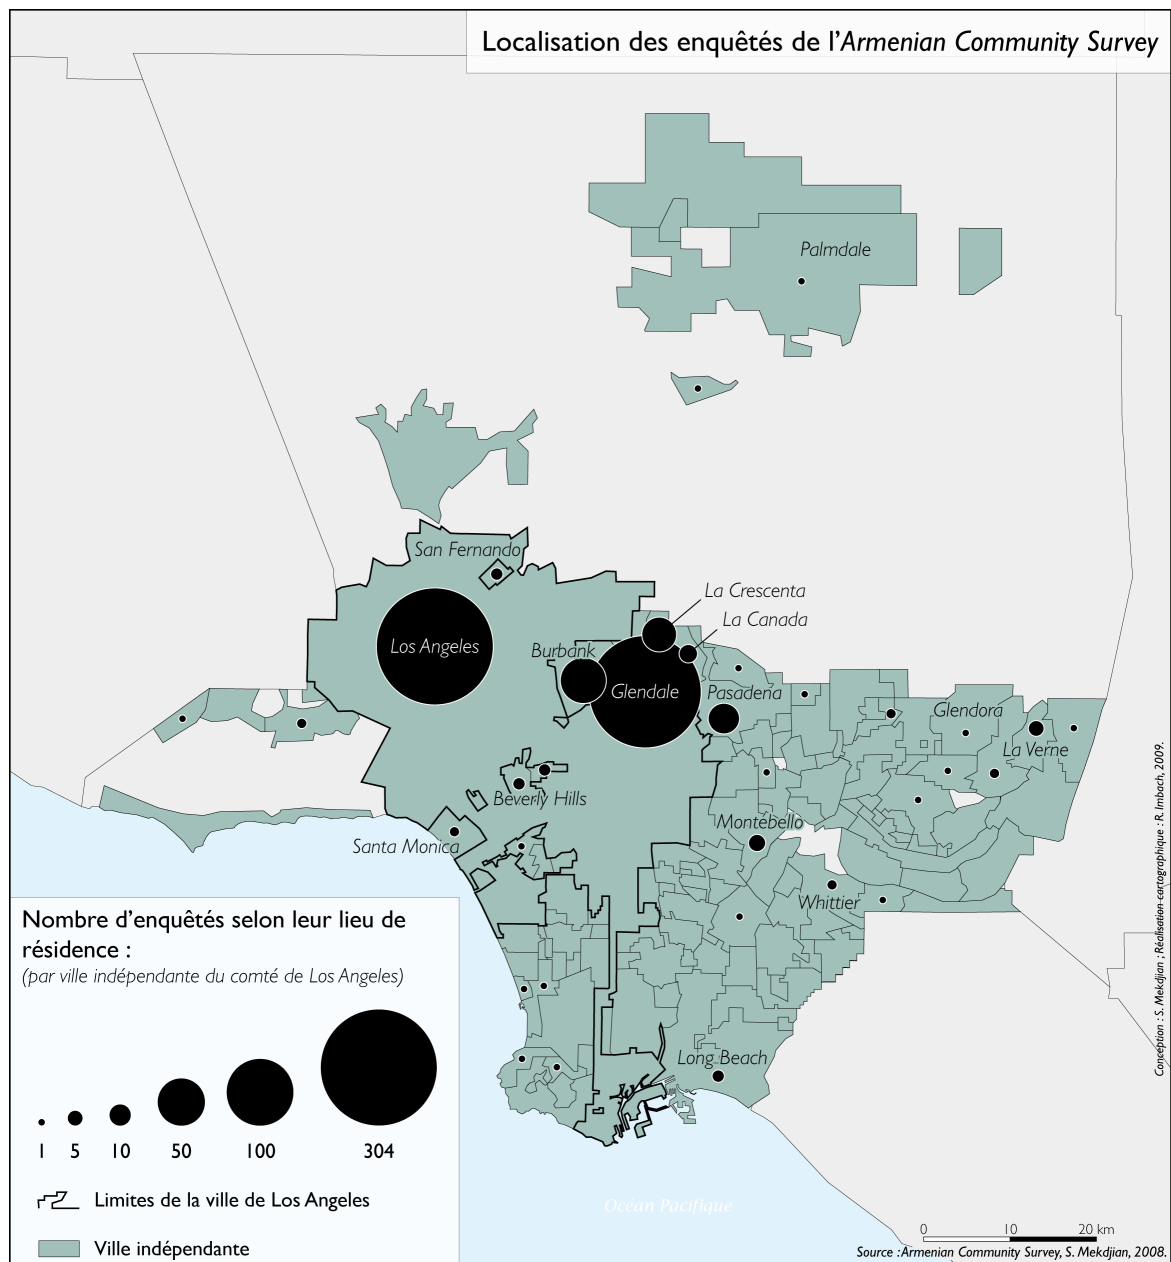 Localisation des enquêtés de l’Armenian Community Survey
Palmdale
San Fernando
La Crescenta
La Canada
Los Angeles
Burbank
Glendale
Pasadena
Glendora
La Verne
Beverly Hills
Montebello
Santa Monica
Whittier
Long Beach
Nombre d’enquêtés selon leur lieu de
résidence :
(par ville indépendante du comté de Los Angeles)
1 5 10 50 100 304
Limites de la ville de Los Angeles
Ville indépendante
Océan Pacifique
0 10 20 km
Source : Armenian Community Survey, S. Mekdjian, 2008.
Conception : S. Mekdjian ; Réalisation cartographique : R. Imbach, 2009.